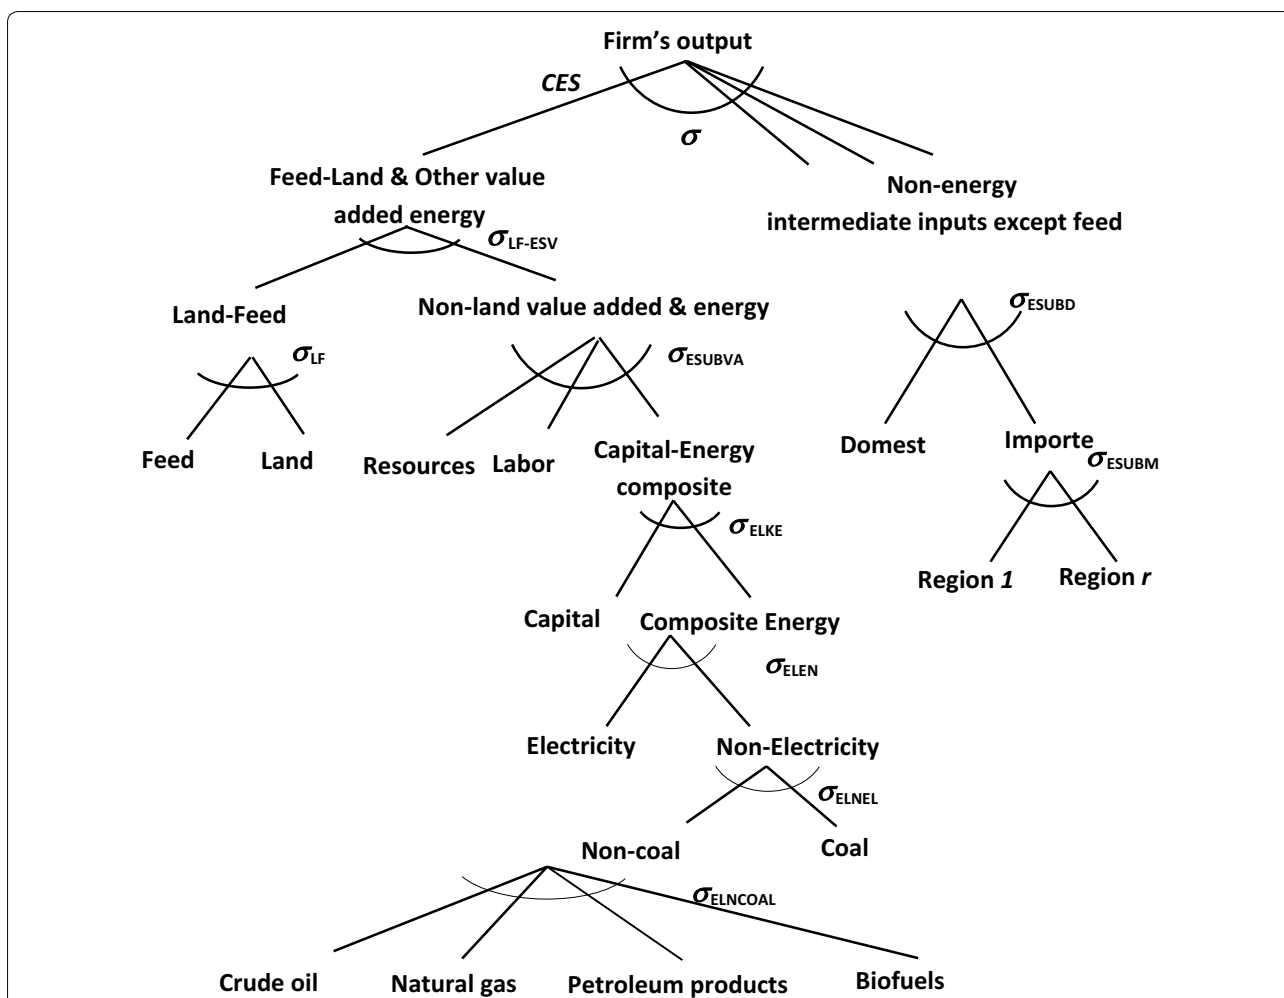 Firm's output
CES
σ
Feed-Land & Other value
added energy
Non-energy
intermediate inputs except feed
σLF-ESV
Land-Feed
Non-land value added & energy
σESUBD
σLF
σESUBVA
Feed
Land
Resources
Labor
Capital-Energy
composite
Domest
Importe
σESUBM
σELKE
Region 1
Region r
Capital
Composite Energy
σELEN
Electricity
Non-Electricity
σELNEL
Non-coal
Coal
σELNCOAL
Crude oil
Natural gas
Petroleum products
Biofuels